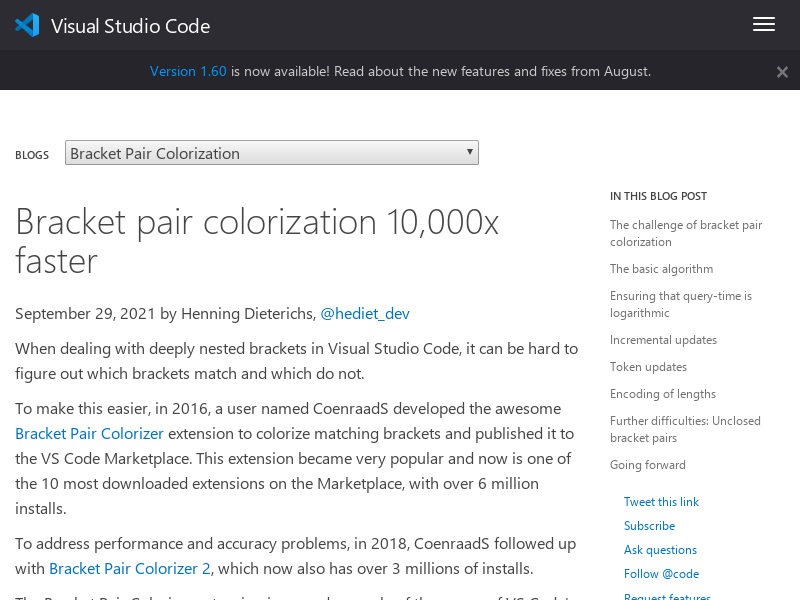 Visual Studio Code
Version 1.60 is now available! Read about the new features and fixes from August.
BLOGS
Bracket Pair Colorization
Bracket pair colorization 10,000x
faster
September 29, 2021 by Henning Dieterichs, @hediet_dev
When dealing with deeply nested brackets in Visual Studio Code, it can be hard to
figure out which brackets match and which do not.
To make this easier, in 2016, a user named CoenraadS developed the awesome
Bracket Pair Colorizer extension to colorize matching brackets and published it to
the VS Code Marketplace. This extension became very popular and now is one of
the 10 most downloaded extensions on the Marketplace, with over 6 million
installs.
To address performance and accuracy problems, in 2018, CoenraadS followed up
with Bracket Pair Colorizer 2, which now also has over 3 millions of installs.
IN THIS BLOG POST
The challenge of bracket pair
colorization
The basic algorithm
Ensuring that query-time is
logarithmic
Incremental updates
Token updates
Encoding of lengths
Further difficulties: Unclosed
bracket pairs
Going forward
Tweet this link
Subscribe
Ask questions
Follow @code
Request features